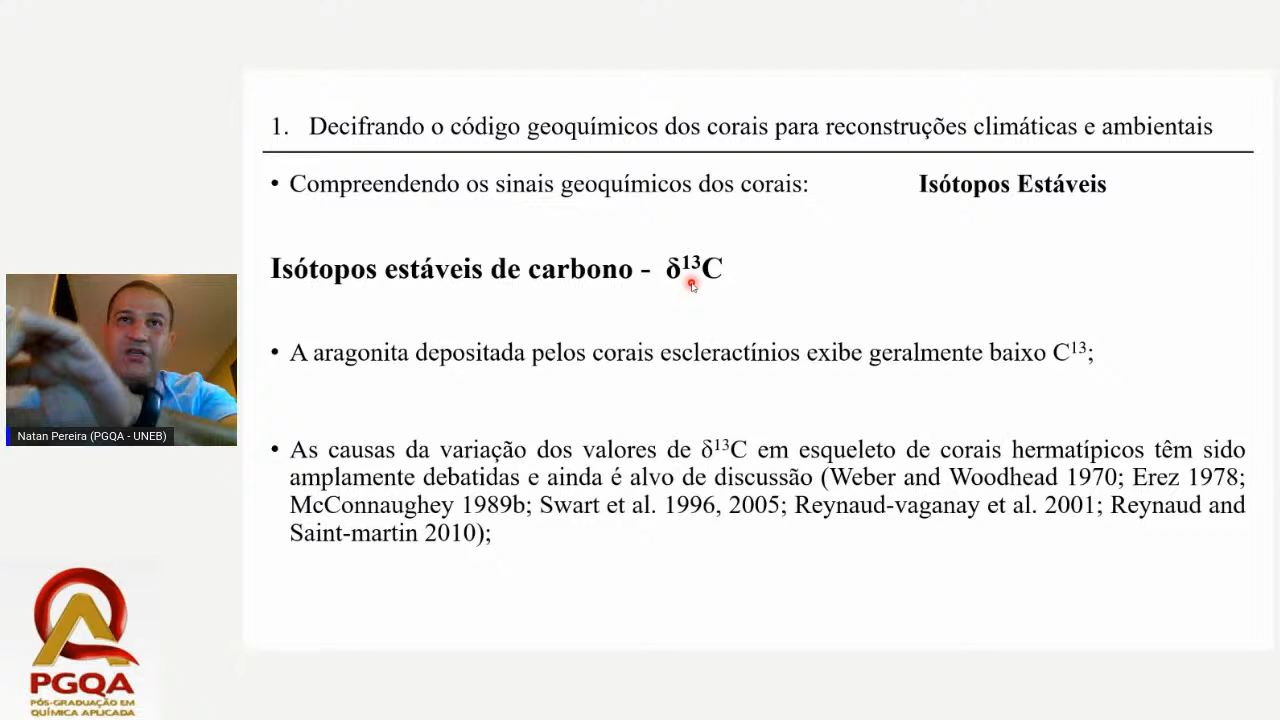 1. Decifrando o código geoquímicos dos corais para reconstruções climáticas e ambientais
• Compreendendo os sinais geoquímicos dos corais: Isótopos Estáveis
Isótopos estáveis de carbono - δ¹³C
• A aragonita depositada pelos corais escleractínios exibe geralmente baixo C¹³;
• As causas da variação dos valores de δ¹³C em esqueleto de corais hermatípicos têm sido
amplamente debatidas e ainda é alvo de discussão (Weber and Woodhead 1970; Erez 1978;
McConnaughey 1989b; Swart et al. 1996, 2005; Reynaud-vaganay et al. 2001; Reynaud and
Saint-martin 2010);
Natan Pereira (PGQA - UNEB)
PGQA
PÓS-GRADUAÇÃO EM
QUÍMICA APLICADA